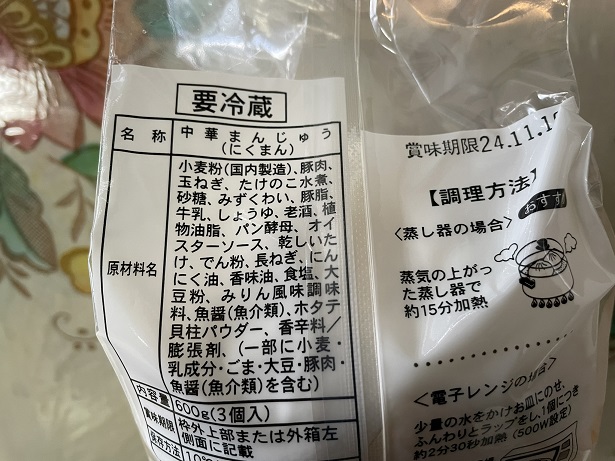 要冷蔵
名 称 中華まんじゅう
(にくまん)
原材料名
小麦粉(国内製造)、豚肉、
玉ねぎ、たけのこ水煮、
砂糖、みずくわい、豚脂、
牛乳、しょうゆ、老酒、植
物油脂、パン酵母、オイ
スターソース、乾しいた
け、でん粉、長ねぎ、にん
にく油、香味油、食塩、大
豆粉、みりん風味調味
料、魚醤(魚介類)、ホタテ
貝柱パウダー、香辛料/
膨張剤、(一部に小麦・
乳成分・ごま・大豆・豚肉・
魚醤(魚介類)を含む)
内容量 600g(3個入)
賞味期限 枠外上部または外箱左
側面に記載
保存方法 10℃
賞味期限24.11.1
【調理方法】
おすす
<蒸し器の場合>
蒸気の上がっ
た蒸し器で
約15分加熱
<電子レンジの場合>
少量の水をかけお皿にのせ、
ふんわりとラップをし、1個につき
約2分30秒加熱(500W設定)